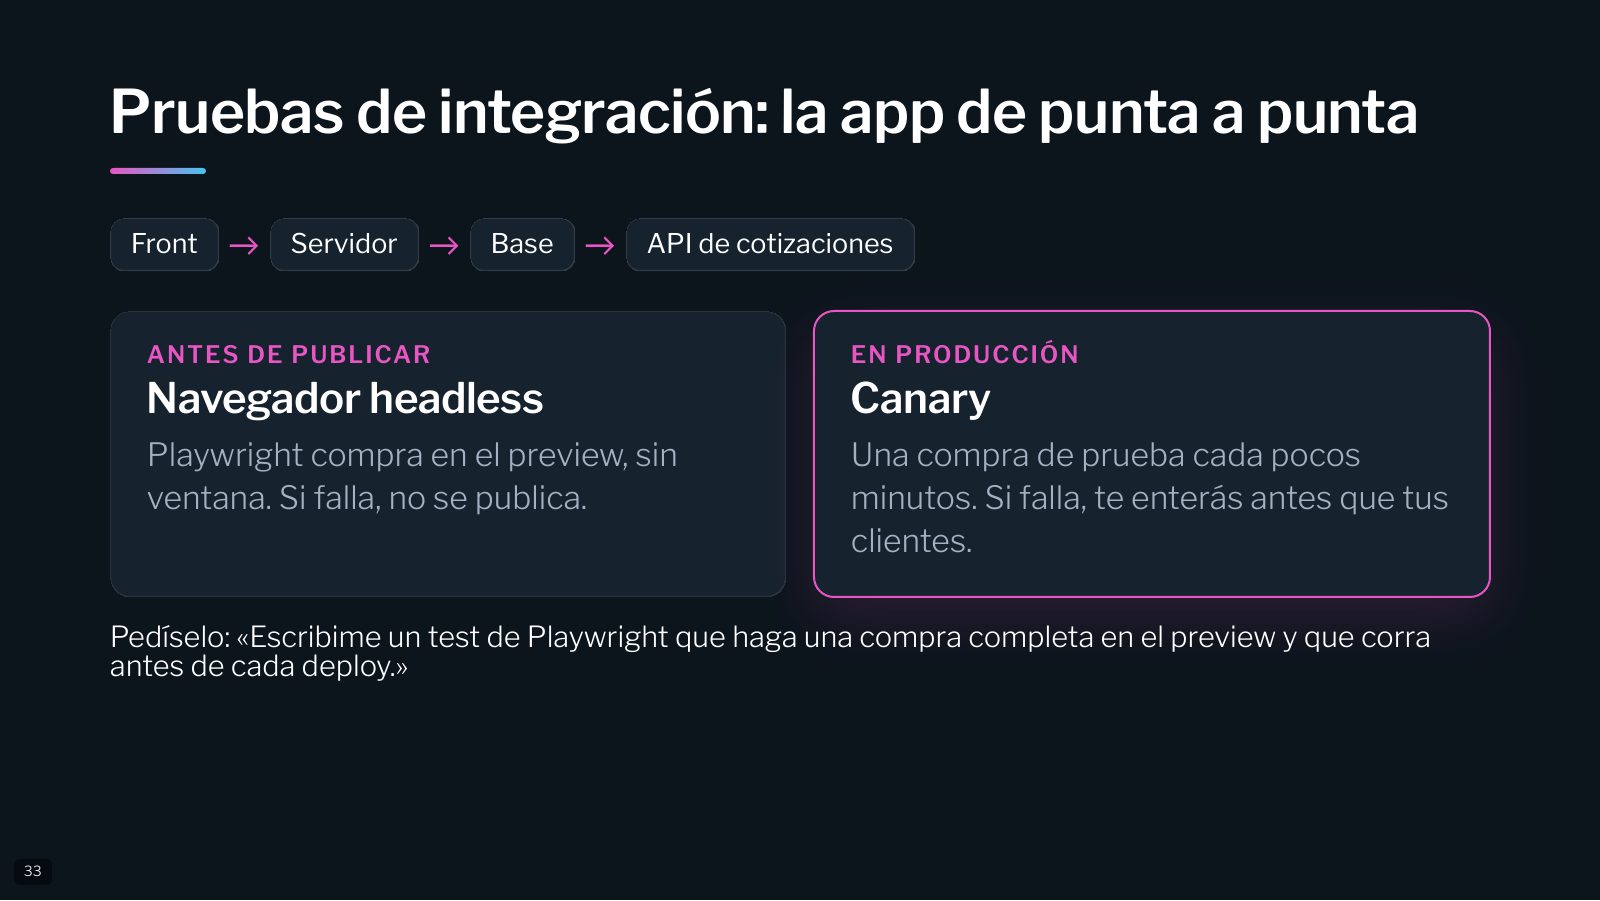 Pruebas de integración: la app de punta a punta
Front → Servidor → Base → API de cotizaciones
ANTES DE PUBLICAR
Navegador headless
Playwright compra en el preview, sin
ventana. Si falla, no se publica.
EN PRODUCCIÓN
Canary
Una compra de prueba cada pocos
minutos. Si falla, te enterás antes que tus
clientes.
Pedíselo: «Escribime un test de Playwright que haga una compra completa en el preview y que corra
antes de cada deploy.»
33